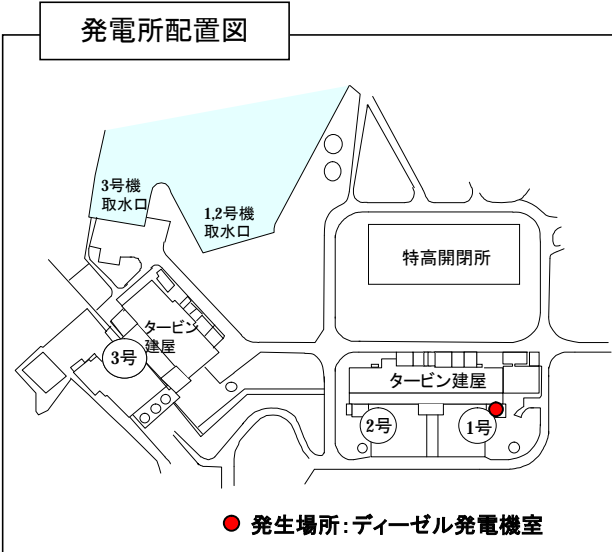 発電所配置図
3号機
取水口
1,2号機
取水口
特高開閉所
タービン
建屋
3号
タービン建屋
2号
1号
発生場所:ディーゼル発電機室